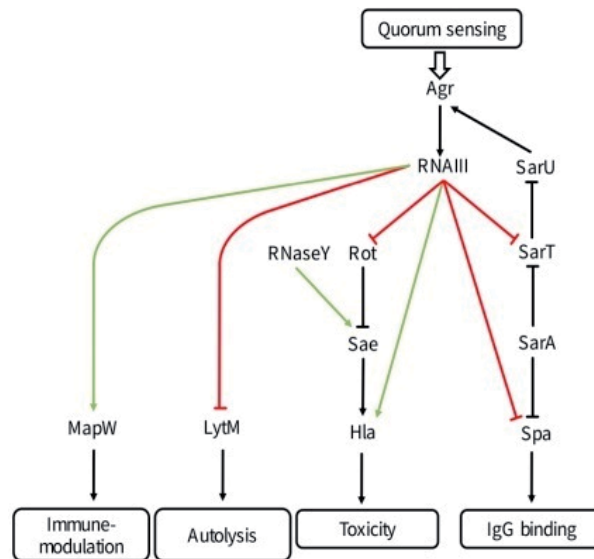 Quorum sensing
Agr
RNAIII SarU
RNaseY Rot SarT
Sae SarA
MapW LytM Hla Spa
Immune-
modulation Autolysis Toxicity IgG binding